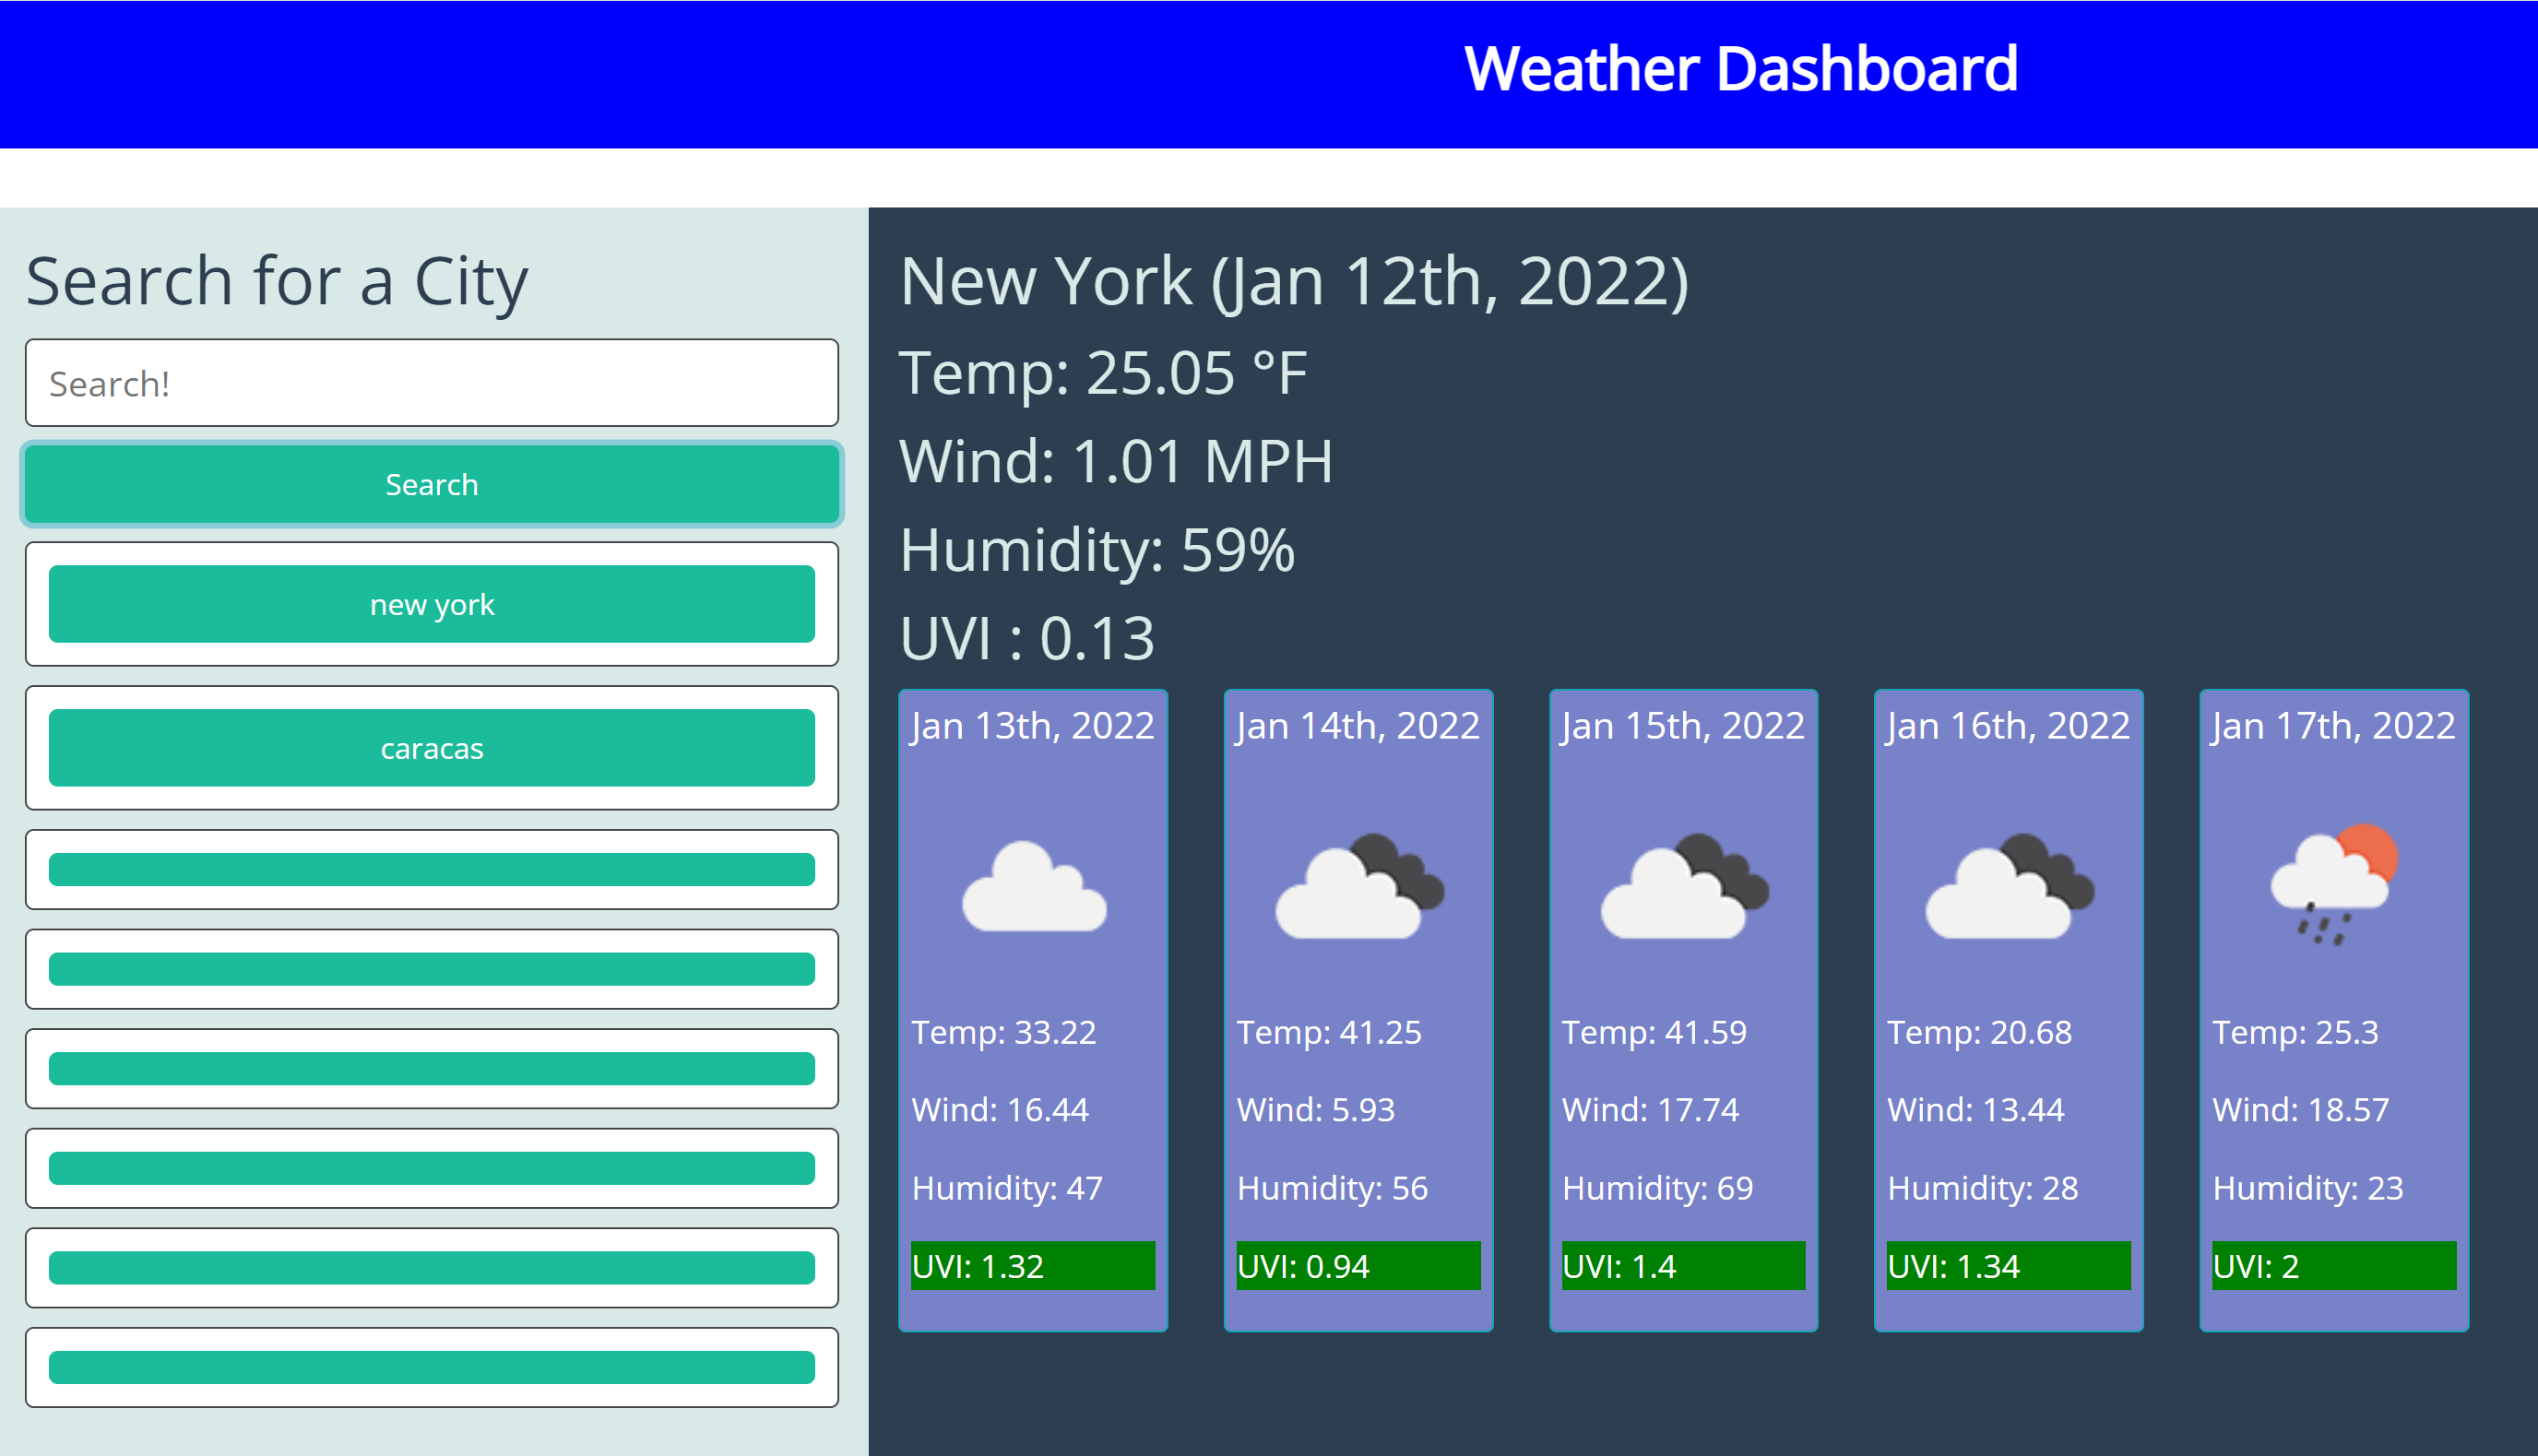 Weather Dashboard
Search for a City
Search!
Search
new york
caracas
New York (Jan 12th, 2022)
Temp: 25.05 °F
Wind: 1.01 MPH
Humidity: 59%
UVI : 0.13
Jan 13th, 2022
Temp: 33.22
Wind: 16.44
Humidity: 47
UVI: 1.32
Jan 14th, 2022
Temp: 41.25
Wind: 5.93
Humidity: 56
UVI: 0.94
Jan 15th, 2022
Temp: 41.59
Wind: 17.74
Humidity: 69
UVI: 1.4
Jan 16th, 2022
Temp: 20.68
Wind: 13.44
Humidity: 28
UVI: 1.34
Jan 17th, 2022
Temp: 25.3
Wind: 18.57
Humidity: 23
UVI: 2